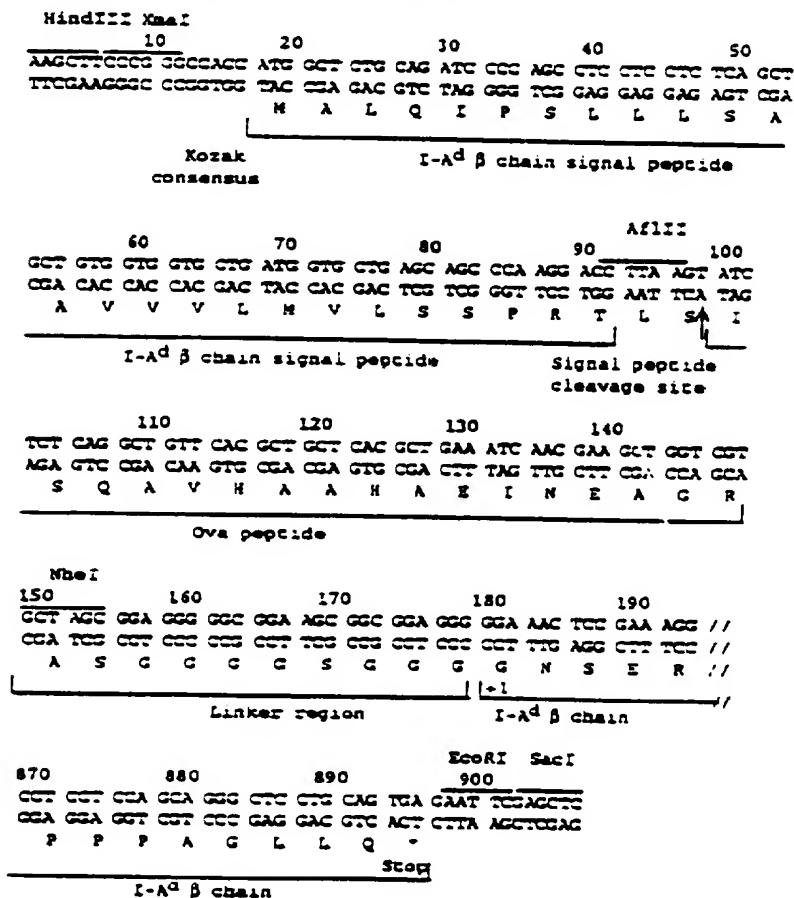 HindIII XmaI
10 20 30 40 50
AAGCTTCCCG GGCCACC ATG GCT CTG CAG ATC CCC AGC CTC CTC CTC TCA GCT
TTCGAAGGGC CCGGTGG TAC CGA GAC GTC TAG GGG TCG GAG GAG GAG AGT CGA
M A L Q I P S L L L S A
Kozak consensus
I-Ad β chain signal peptide
AflII
60 70 80 90 100
GCT GTG GTG GTG CTG ATG GTG CTG AGC AGC CCA AGG ACC TTA AGT ATC
CGA CAC CAC CAC GAC TAC CAC GAC TCG TCG GGT TCC TGG AAT TCA TAG
A V V V L M V L S S P R T L S I
I-Ad β chain signal peptide
Signal peptide cleavage site
110 120 130 140
TCT CAG GCT GTT CAC GCT GCT CAC GCT GAA ATC AAC GAA GCT GGT CGT
AGA GTC CGA CAA GTG CGA CGA GTG CGA CTT TAG TTG CTT CGA CCA GCA
S Q A V H A A H A E I N E A G R
Ova peptide
NheI
150 160 170 180 190
GCT AGC GGA GGG GGC GGA AGC GGC GGA GGG GGA AAC TCC GAA AGG //
CGA TCG CCT CCC CCG CCT TCG CCG CCT CCC CCT TTG AGG CTT TCC //
A S G G G G S G G G G N S E R //
+1
Linker region
I-Ad β chain
EcoRI SacI
870 880 890 900
CCT CCT CCA GCA GGG CTC CTG CAG TGA GAAT TCGAGCTC
GGA GGA GGT CGT CCC GAG GAC GTC ACT CTTA AGCTCGAG
P P P A G L L Q *
Stop
I-Ad β chain